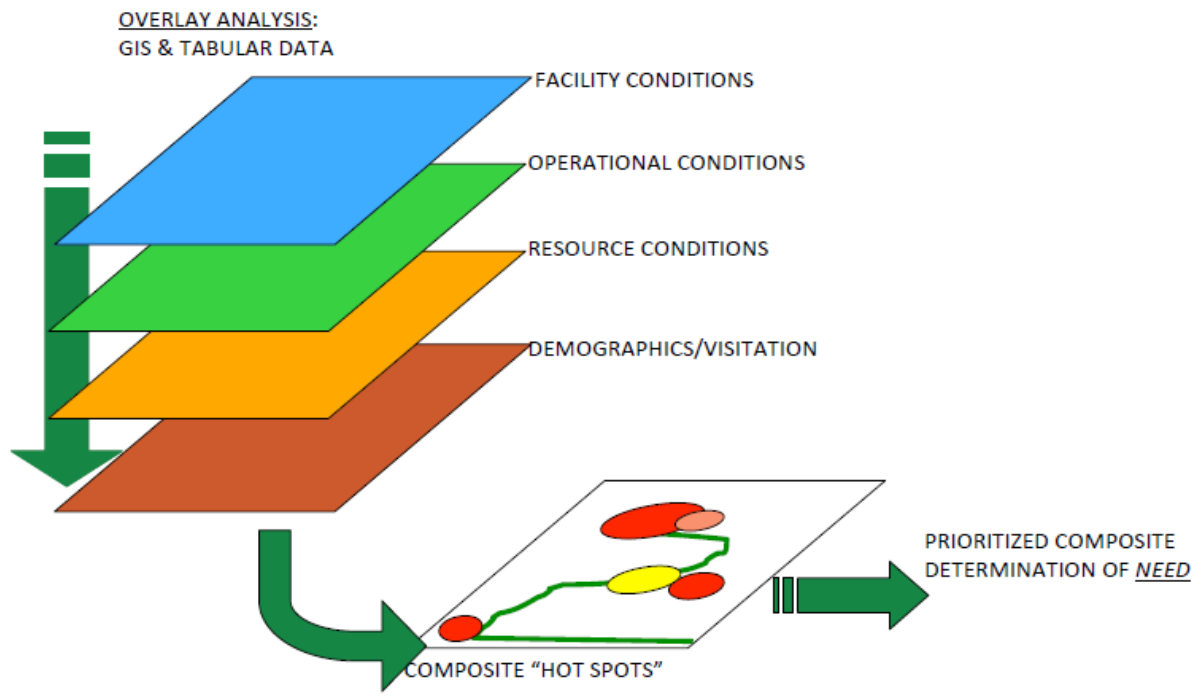 OVERLAY ANALYSIS:
GIS & TABULAR DATA
FACILITY CONDITIONS
OPERATIONAL CONDITIONS
RESOURCE CONDITIONS
DEMOGRAPHICS/VISITATION
PRIORITIZED COMPOSITE
DETERMINATION OF NEED
COMPOSITE “HOT SPOTS”